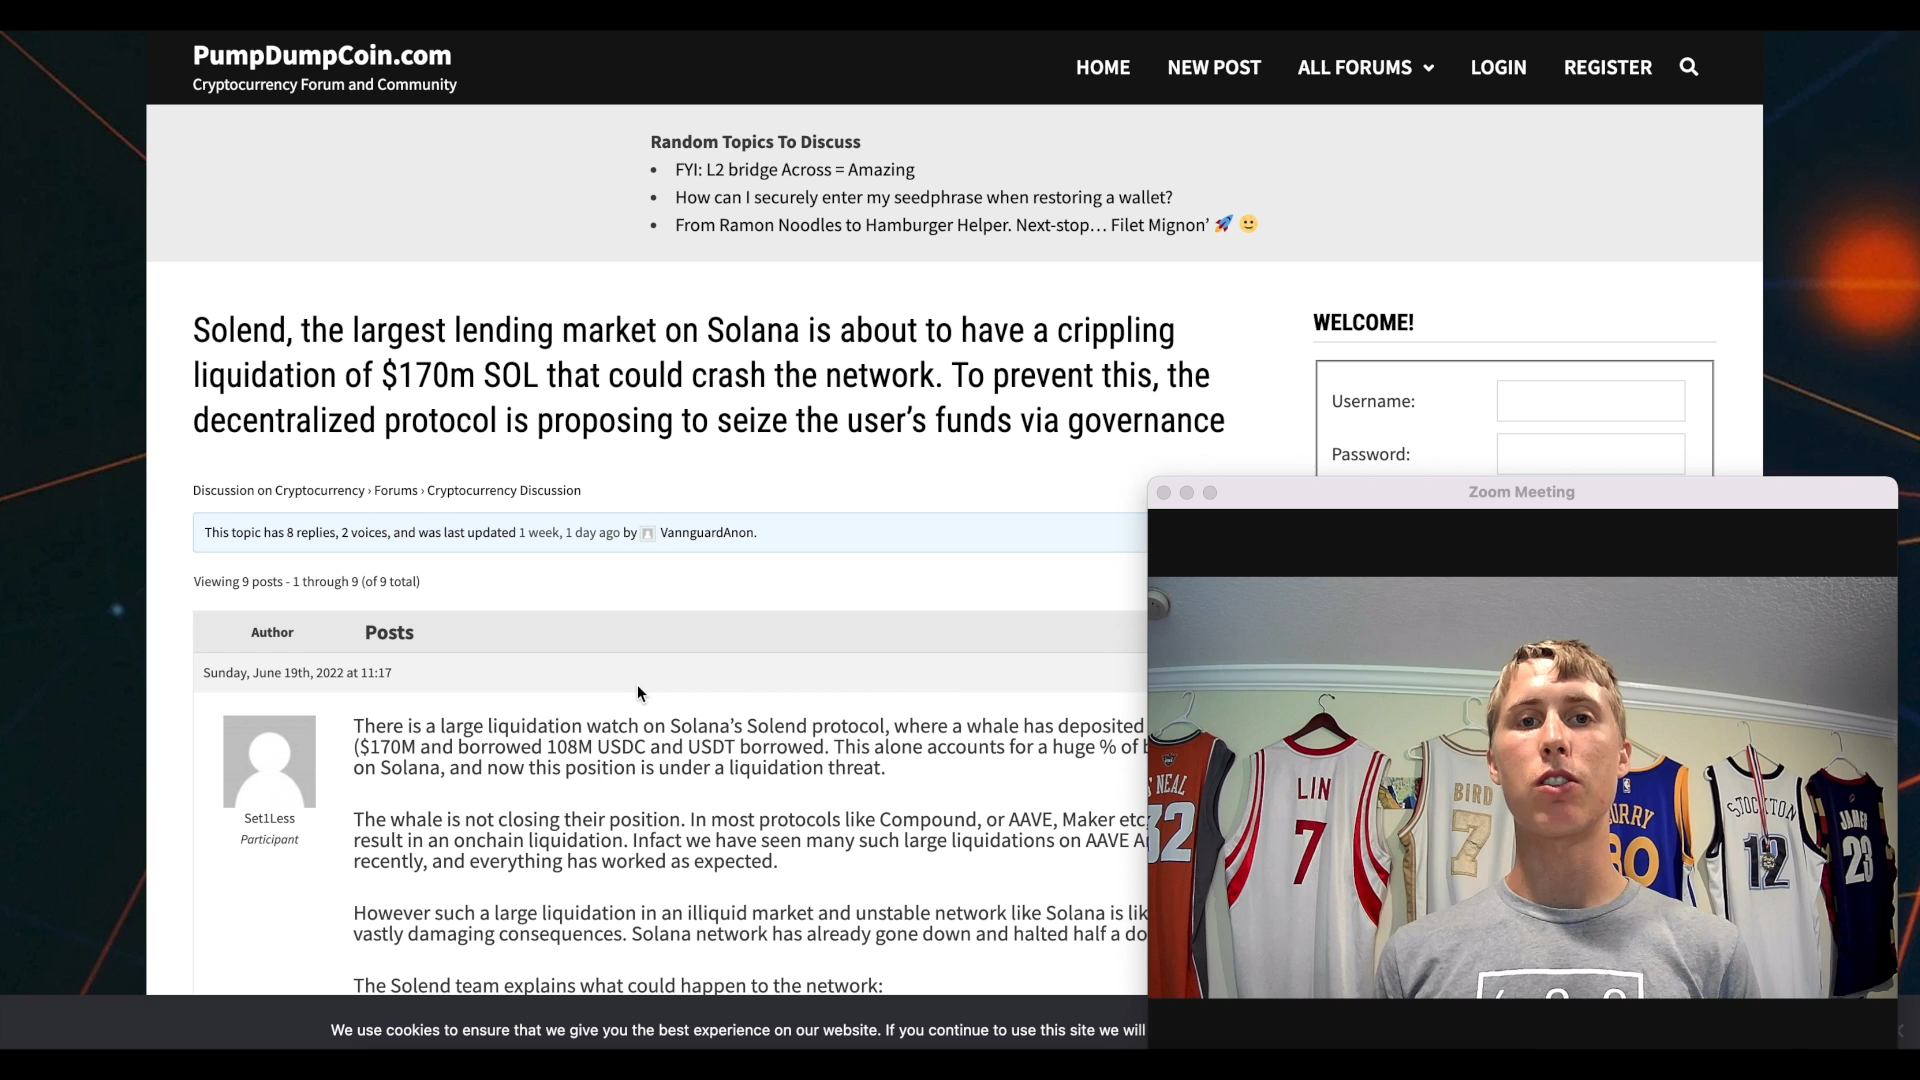 PumpDumpCoin.com
Cryptocurrency Forum and Community
HOME NEW POST ALL FORUMS LOGIN REGISTER
Random Topics To Discuss
• FYI: L2 bridge Across = Amazing
• How can I securely enter my seedphrase when restoring a wallet?
• From Ramon Noodles to Hamburger Helper. Next-stop… Filet Mignon’ 🚀 🙂
Solend, the largest lending market on Solana is about to have a crippling
liquidation of $170m SOL that could crash the network. To prevent this, the
decentralized protocol is proposing to seize the user’s funds via governance
WELCOME!
Username:
Password:
Discussion on Cryptocurrency › Forums › Cryptocurrency Discussion
This topic has 8 replies, 2 voices, and was last updated 1 week, 1 day ago by VannguardAnon.
Viewing 9 posts - 1 through 9 (of 9 total)
Author Posts
Sunday, June 19th, 2022 at 11:17
Set1Less
Participant
There is a large liquidation watch on Solana’s Solend protocol, where a whale has deposited
($170M and borrowed 108M USDC and USDT borrowed. This alone accounts for a huge % of
on Solana, and now this position is under a liquidation threat.
The whale is not closing their position. In most protocols like Compound, or AAVE, Maker etc
result in an onchain liquidation. Infact we have seen many such large liquidations on AAVE
recently, and everything has worked as expected.
However such a large liquidation in an illiquid market and unstable network like Solana is
vastly damaging consequences. Solana network has already gone down and halted half a
The Solend team explains what could happen to the network:
We use cookies to ensure that we give you the best experience on our website. If you continue to use this site we will
Zoom Meeting
NEAL
32
LIN
7
BIRD
7
URRY
30
STOCKTON
12
JAMES
23